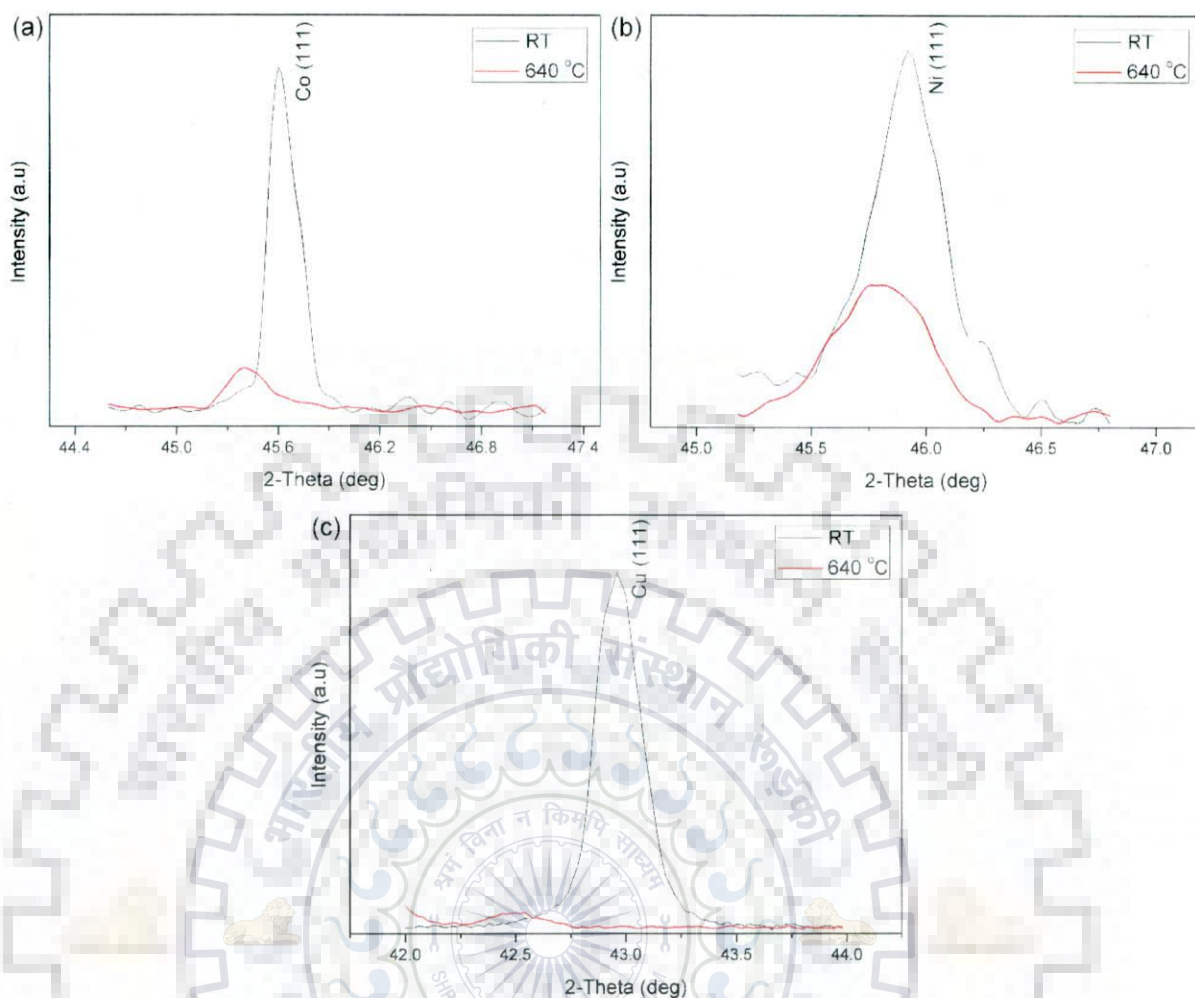 (a)
RT
640 °C
Co (111)
Intensity (a.u)
44.4 45.0 45.6 46.2 46.8 47.4
2-Theta (deg)
(b)
RT
640 °C
Ni (111)
Intensity (a.u)
45.0 45.5 46.0 46.5 47.0
2-Theta (deg)
(c)
RT
640 °C
Cu (111)
Intensity (a.u)
42.0 42.5 43.0 43.5 44.0
2-Theta (deg)
भारतीय प्रौद्योगिकी संस्थान रुड़की
श्रमं विना न किमपि साध्यम